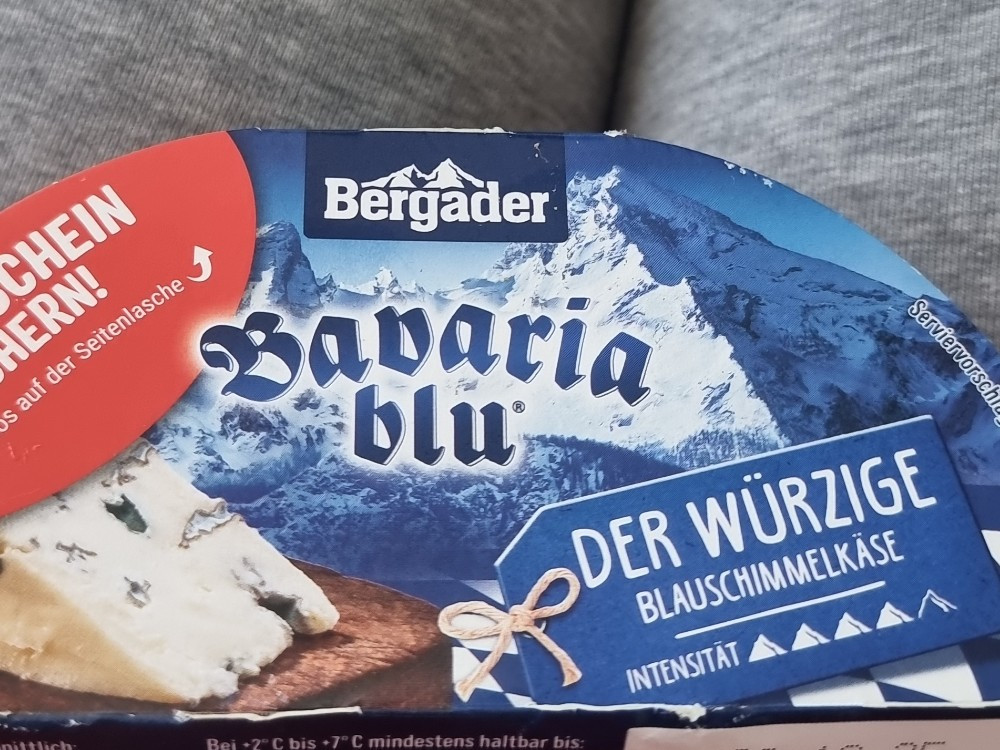 Bergader
SCHEIN
HERN!
auf der Seitenlasche
Bavaria
blu®
Serviervorschl
DER WÜRZIGE
BLAUSCHIMMELKÄSE
INTENSITÄT
Bei +2°C bis +7°C mindestens haltbar bis: